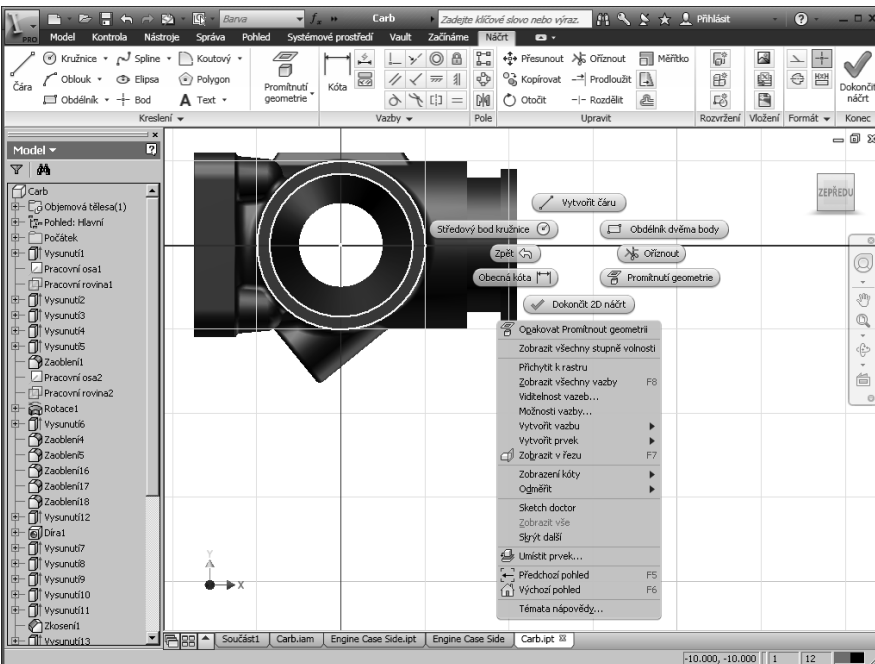 PRO
Barva
Carb
Zadejte klíčové slovo nebo výraz.
Přihlásit
Model Kontrola Nástroje Správa Pohled Systémové prostředí Vault Začínáme Náčrt
Čára
Kružnice Spline Koutový
Oblouk Elipsa Polygon
Obdélník Bod Text
Promítnutí geometrie
Kóta
Přesunout Oříznout Měřítko
Kopírovat Prodloužit
Otočit Rozdělit
Dokončit náčrt
Kreslení Vazby Pole Upravit Rozvržení Vložení Formát Konec
Model
Carb
Objemová tělesa(1)
Pohled: Hlavní
Počátek
Vysunutí1
Pracovní osa1
Pracovní rovina1
Vysunutí2
Vysunutí3
Vysunutí4
Vysunutí5
Zaoblení1
Pracovní osa2
Pracovní rovina2
Rotace1
Vysunutí6
Zaoblení4
Zaoblení5
Zaoblení16
Zaoblení17
Zaoblení18
Vysunutí12
Díra1
Vysunutí7
Vysunutí8
Vysunutí9
Vysunutí10
Vysunutí11
Zkosení1
Vysunutí13
ZEPŘEDU
Vytvořit čáru
Středový bod kružnice
Obdélník dvěma body
Zpět
Oříznout
Obecná kóta
Promítnutí geometrie
Dokončit 2D náčrt
Opakovat Promítnout geometrii
Zobrazit všechny stupně volnosti
Přichytit k rastru
Zobrazit všechny vazby F8
Viditelnost vazeb...
Možnosti vazby...
Vytvořit vazbu
Vytvořit prvek
Zobrazit v řezu F7
Zobrazení kóty
Odměřit
Sketch doctor
Zobrazit vše
Skrýt další
Umístit prvek...
Předchozí pohled F5
Výchozí pohled F6
Témata nápovědy...
Y
X
Součást1 Carb.iam Engine Case Side.ipt Engine Case Side Carb.ipt
-10.000, -10.000 1 12